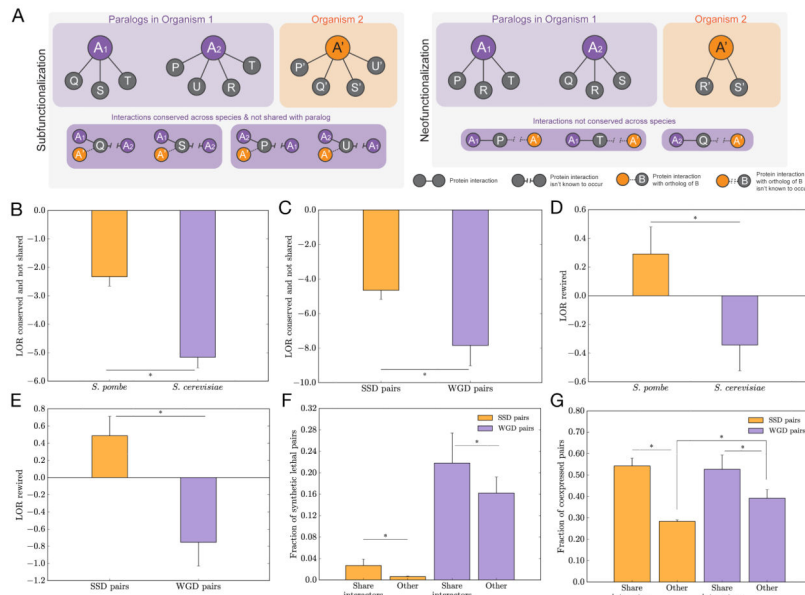 A
Paralogs in Organism 1
Organism 2
Paralogs in Organism 1
Organism 2
Subfunctionalization
A1
A2
A'
Q
S
T
P
U
R
T
P'
Q'
S'
U'
Interactions conserved across species & not shared with paralog
A1
A'
Q
A2
A1
A'
S
A2
A2
A'
P
A1
A2
A'
U
A1
Neofunctionalization
A1
A2
A'
P
R
T
Q
R
S
R'
S'
Interactions not conserved across species
A1
P
A'
A1
T
A'
A2
Q
A'
Protein interaction
Protein interaction
isn't known to occur
B
Protein interaction
with ortholog of B
B
Protein interaction
with ortholog of B
isn't known to occur
B
LOR conserved and not shared
0.0
−1.0
−2.0
−3.0
−4.0
−5.0
−6.0
*
S. pombe
S. cerevisiae
C
LOR conserved and not shared
0.0
−2.0
−4.0
−6.0
−8.0
−10.0
*
SSD pairs
WGD pairs
D
LOR rewired
0.6
0.4
0.2
0.0
−0.2
−0.4
−0.6
*
S. pombe
S. cerevisiae
E
LOR rewired
0.8
0.6
0.4
0.2
0.0
−0.2
−0.4
−0.6
−0.8
−1.0
−1.2
*
SSD pairs
WGD pairs
F
Fraction of synthetic lethal pairs
0.32
0.28
0.24
0.20
0.16
0.12
0.08
0.04
0.00
SSD pairs
WGD pairs
*
*
Share
Other
Share
Other
G
Fraction of coexpressed pairs
0.80
0.70
0.60
0.50
0.40
0.30
0.20
0.10
0.00
SSD pairs
WGD pairs
*
*
*
Share
Other
Share
Other